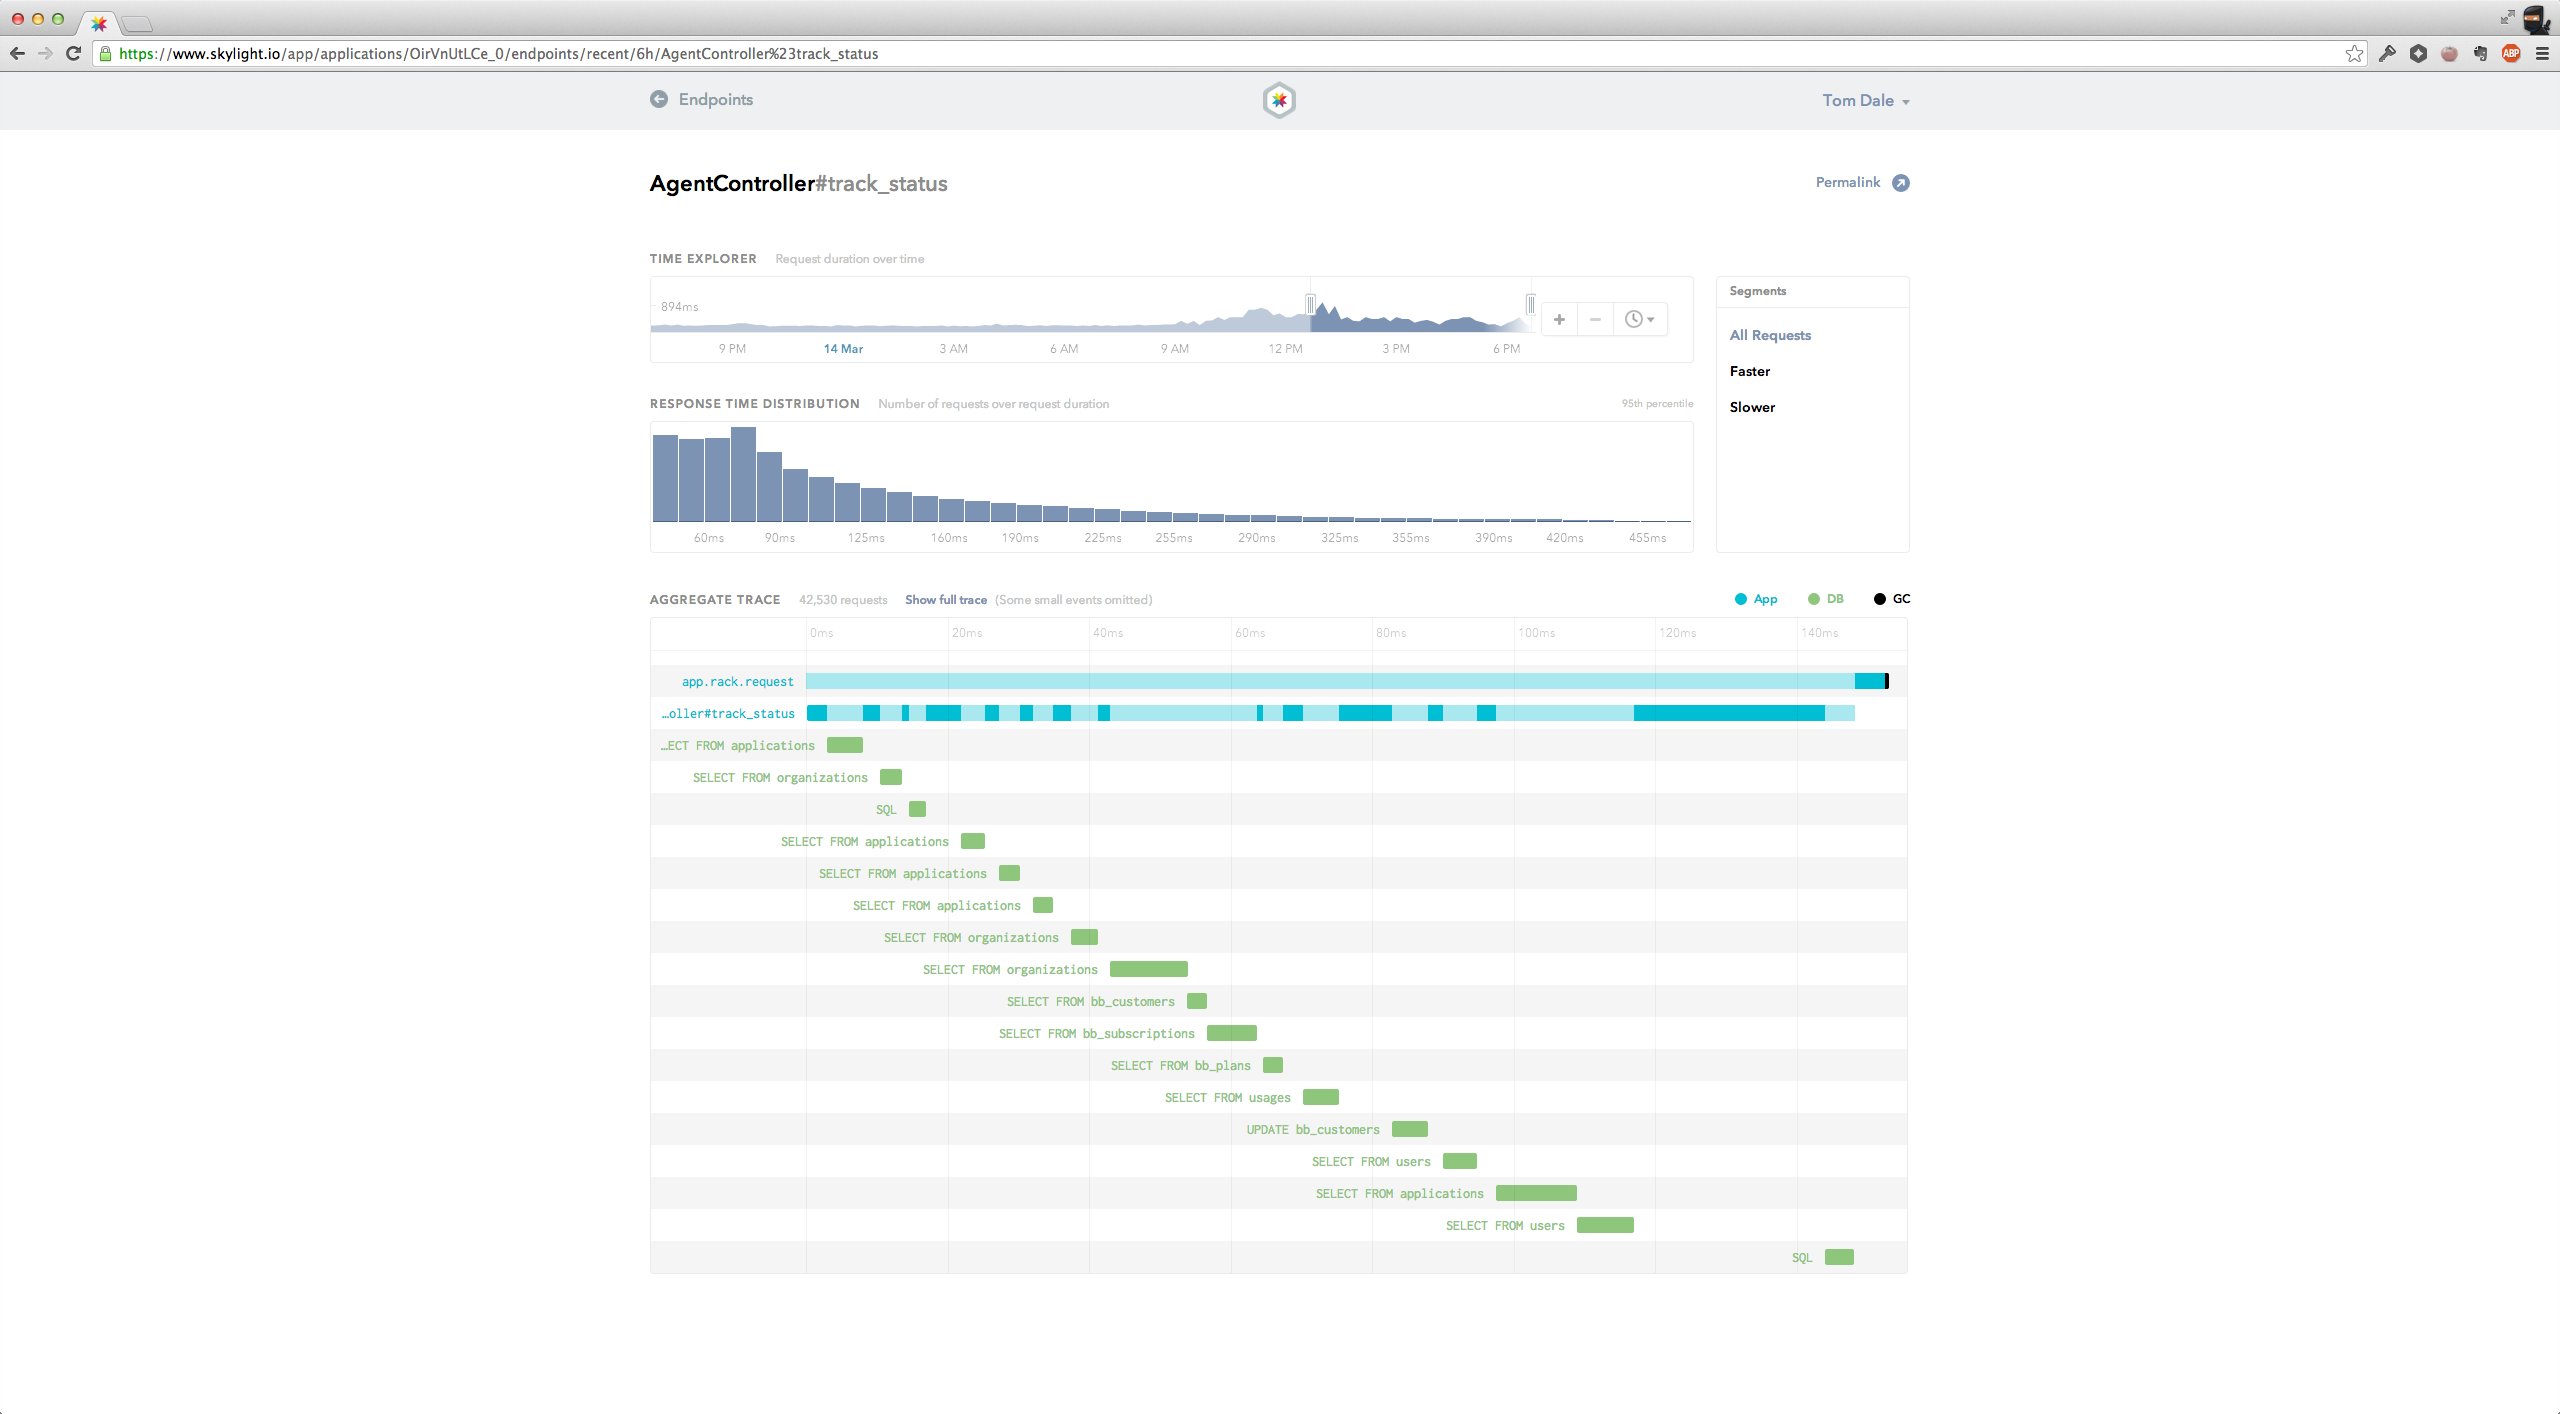 https://www.skylight.io/app/applications/OirVnUtLCe_0/endpoints/recent/6h/AgentController%23track_status
ABP
Endpoints
Tom Dale
AgentController#track_status
Permalink
TIME EXPLORER Request duration over time
894ms
9 PM 14 Mar 3 AM 6 AM 9 AM 12 PM 3 PM 6 PM
Segments
All Requests
Faster
Slower
RESPONSE TIME DISTRIBUTION Number of requests over request duration 95th percentile
60ms 90ms 125ms 160ms 190ms 225ms 255ms 290ms 325ms 355ms 390ms 420ms 455ms
AGGREGATE TRACE 42,530 requests Show full trace (Some small events omitted) App DB GC
0ms 20ms 40ms 60ms 80ms 100ms 120ms 140ms
app.rack.request
…oller#track_status
…ECT FROM applications
SELECT FROM organizations
SQL
SELECT FROM applications
SELECT FROM applications
SELECT FROM applications
SELECT FROM organizations
SELECT FROM organizations
SELECT FROM bb_customers
SELECT FROM bb_subscriptions
SELECT FROM bb_plans
SELECT FROM usages
UPDATE bb_customers
SELECT FROM users
SELECT FROM applications
SELECT FROM users
SQL